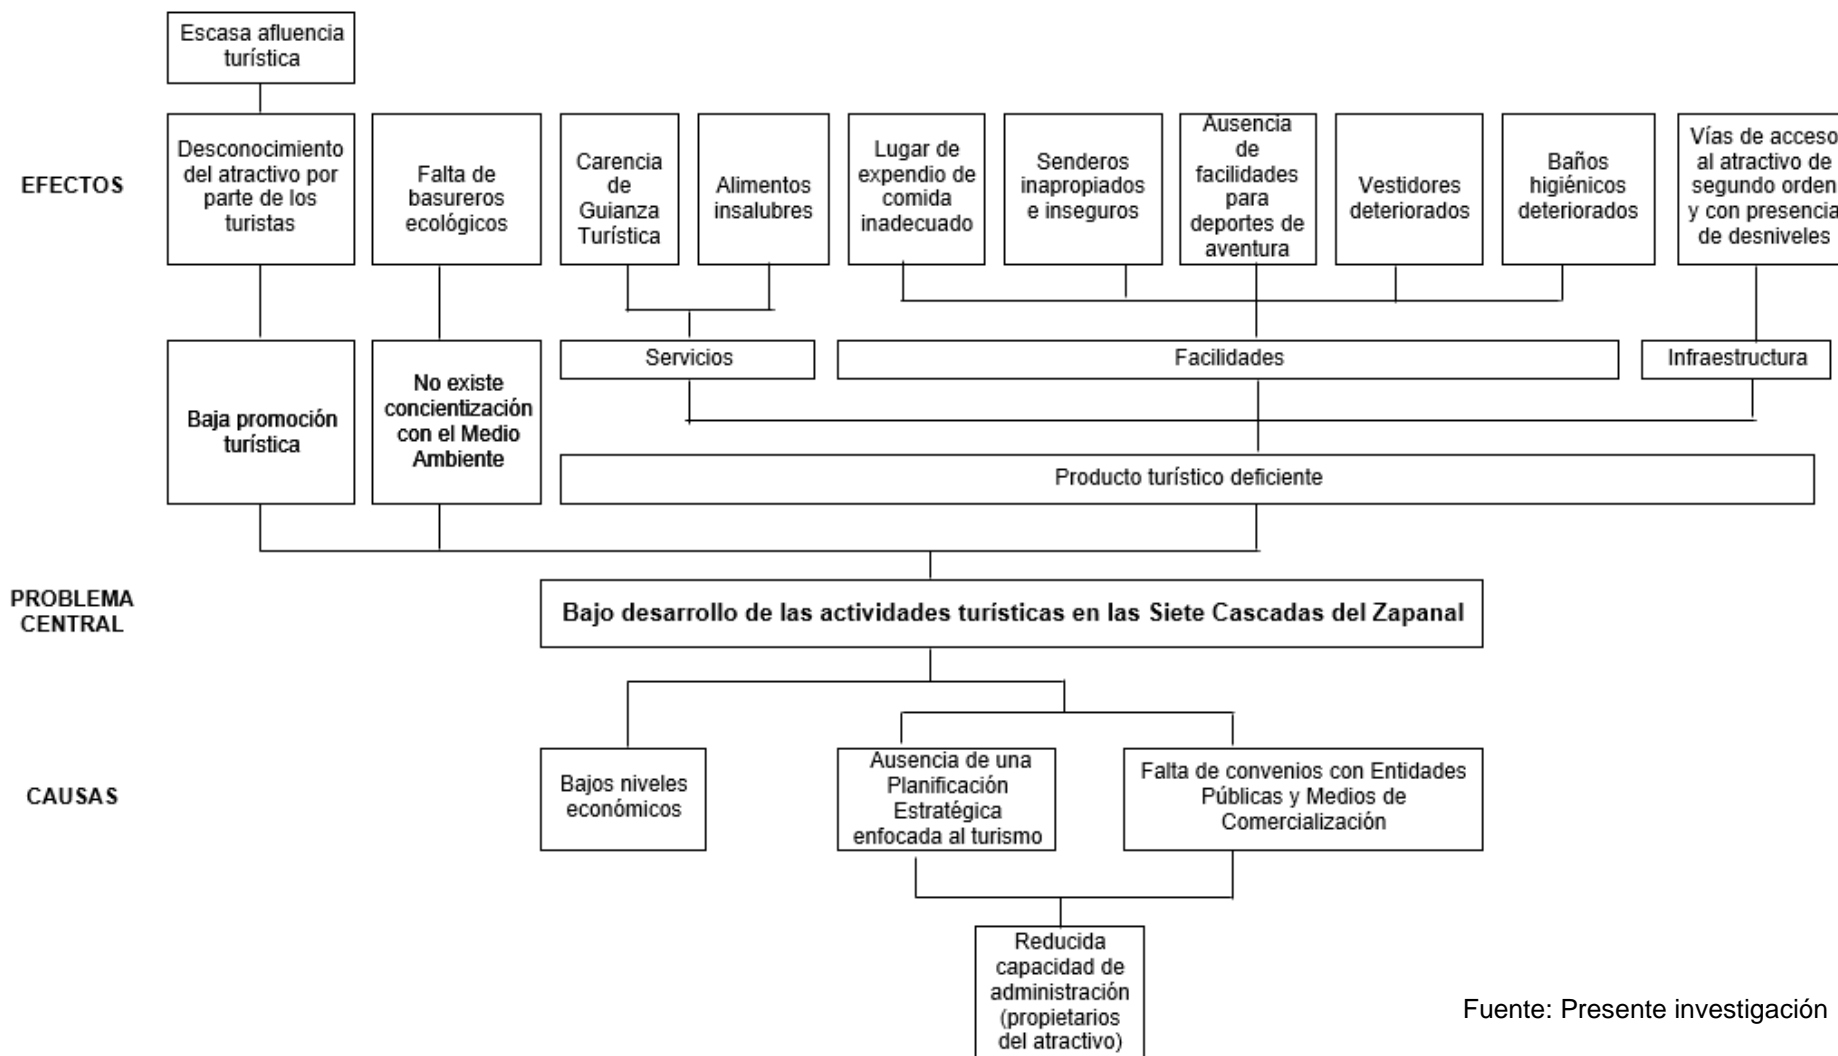 Escasa afluencia
turística
EFECTOS
Desconocimiento
del atractivo por
parte de los
turistas
Falta de
basureros
ecológicos
Carencia
de
Guianza
Turística
Alimentos
insalubres
Lugar de
expendio de
comida
inadecuado
Senderos
inapropiados
e inseguros
Ausencia
de
facilidades
para
deportes de
aventura
Vestidores
deteriorados
Baños
higiénicos
deteriorados
Vías de acceso
al atractivo de
segundo orden
y con presencia
de desniveles
Baja promoción
turística
No existe
concientización
con el Medio
Ambiente
Servicios
Facilidades
Infraestructura
Producto turístico deficiente
PROBLEMA
CENTRAL
Bajo desarrollo de las actividades turísticas en las Siete Cascadas del Zapanal
CAUSAS
Bajos niveles
económicos
Ausencia de una
Planificación
Estratégica
enfocada al turismo
Falta de convenios con Entidades
Públicas y Medios de
Comercialización
Reducida
capacidad de
administración
(propietarios
del atractivo)
Fuente: Presente investigación